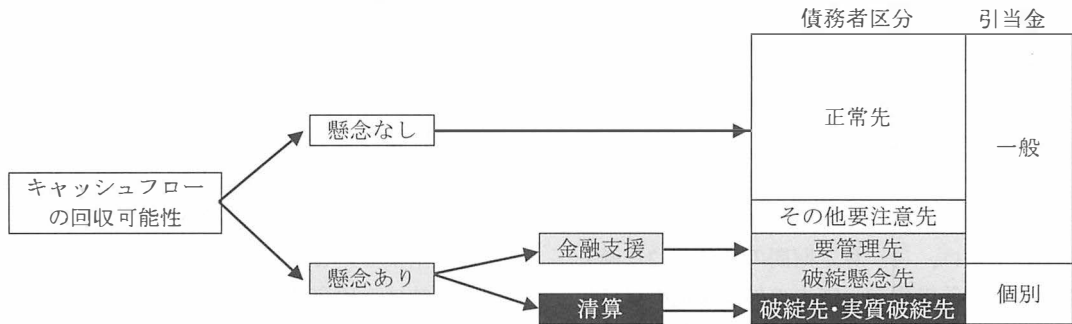 債務者区分
引当金
懸念なし
正常先
一般
キャッシュフロー
の回収可能性
その他要注意先
金融支援
要管理先
懸念あり
破綻懸念先
個別
清算
破綻先・実質破綻先